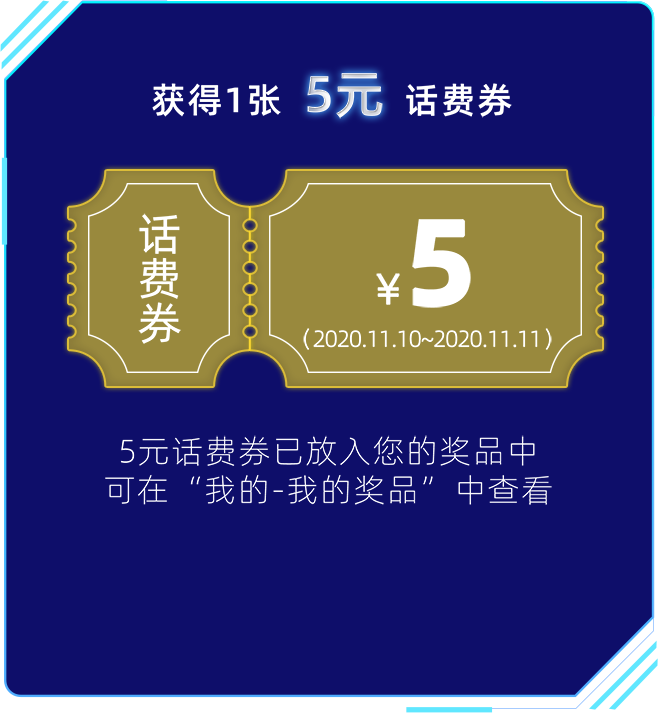 获得1张 5元 话费券
话费券
¥5
(2020.11.10~2020.11.11)
5元话费券已放入您的奖品中
可在“我的-我的奖品”中查看